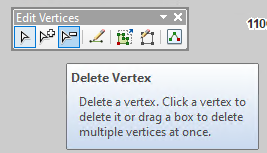 Edit Vertices
110
Delete Vertex
Delete a vertex. Click a vertex to
delete it or drag a box to delete
multiple vertices at once.